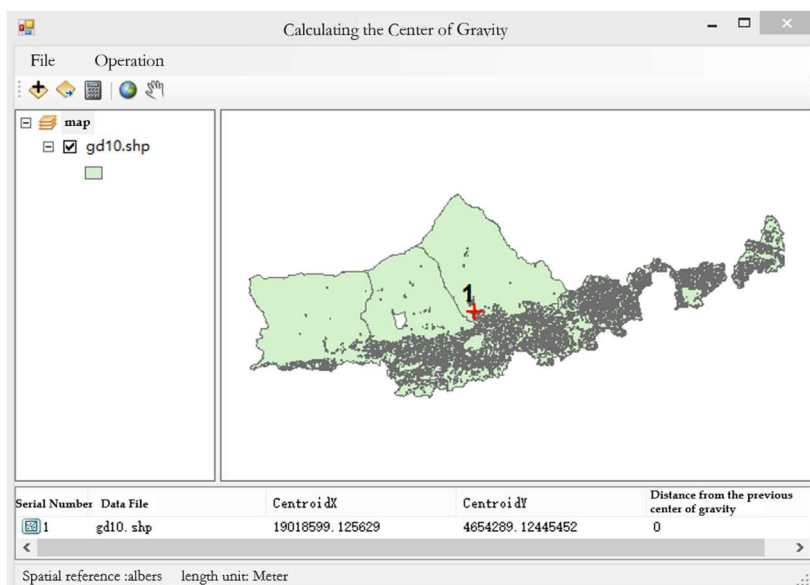 Calculating the Center of Gravity
File Operation
map
gd10.shp
1
Serial Number Data File CentroidX CentroidY Distance from the previous
center of gravity
1 gd10. shp 19018599.125629 4654289.12445452 0
Spatial reference :albers length unit: Meter